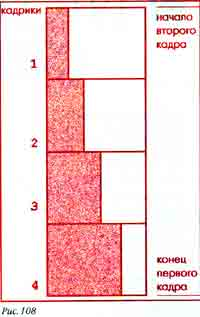 кадрики
начало
второго
кадра
1
2
3
4
конец
первого
кадра
Рис. 108